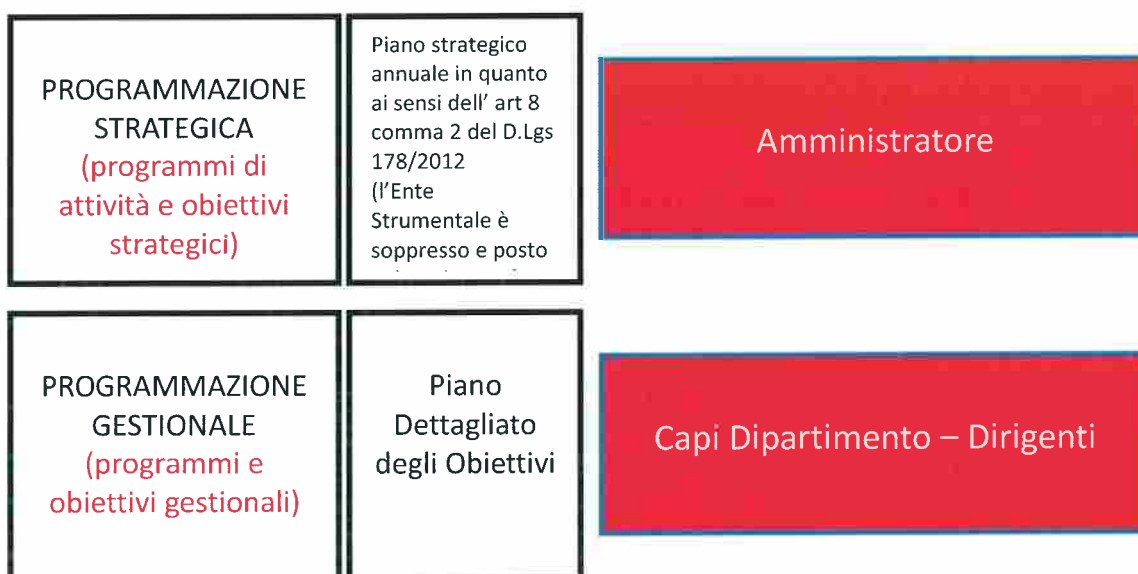 PROGRAMMAZIONE
STRATEGICA
(programmi di
attività e obiettivi
strategici)
Piano strategico
annuale in quanto
ai sensi dell' art 8
comma 2 del D.Lgs
178/2012
(l'Ente
Strumentale è
soppresso e posto
Amministratore
PROGRAMMAZIONE
GESTIONALE
(programmi e
obiettivi gestionali)
Piano
Dettagliato
degli Obiettivi
Capi Dipartimento – Dirigenti